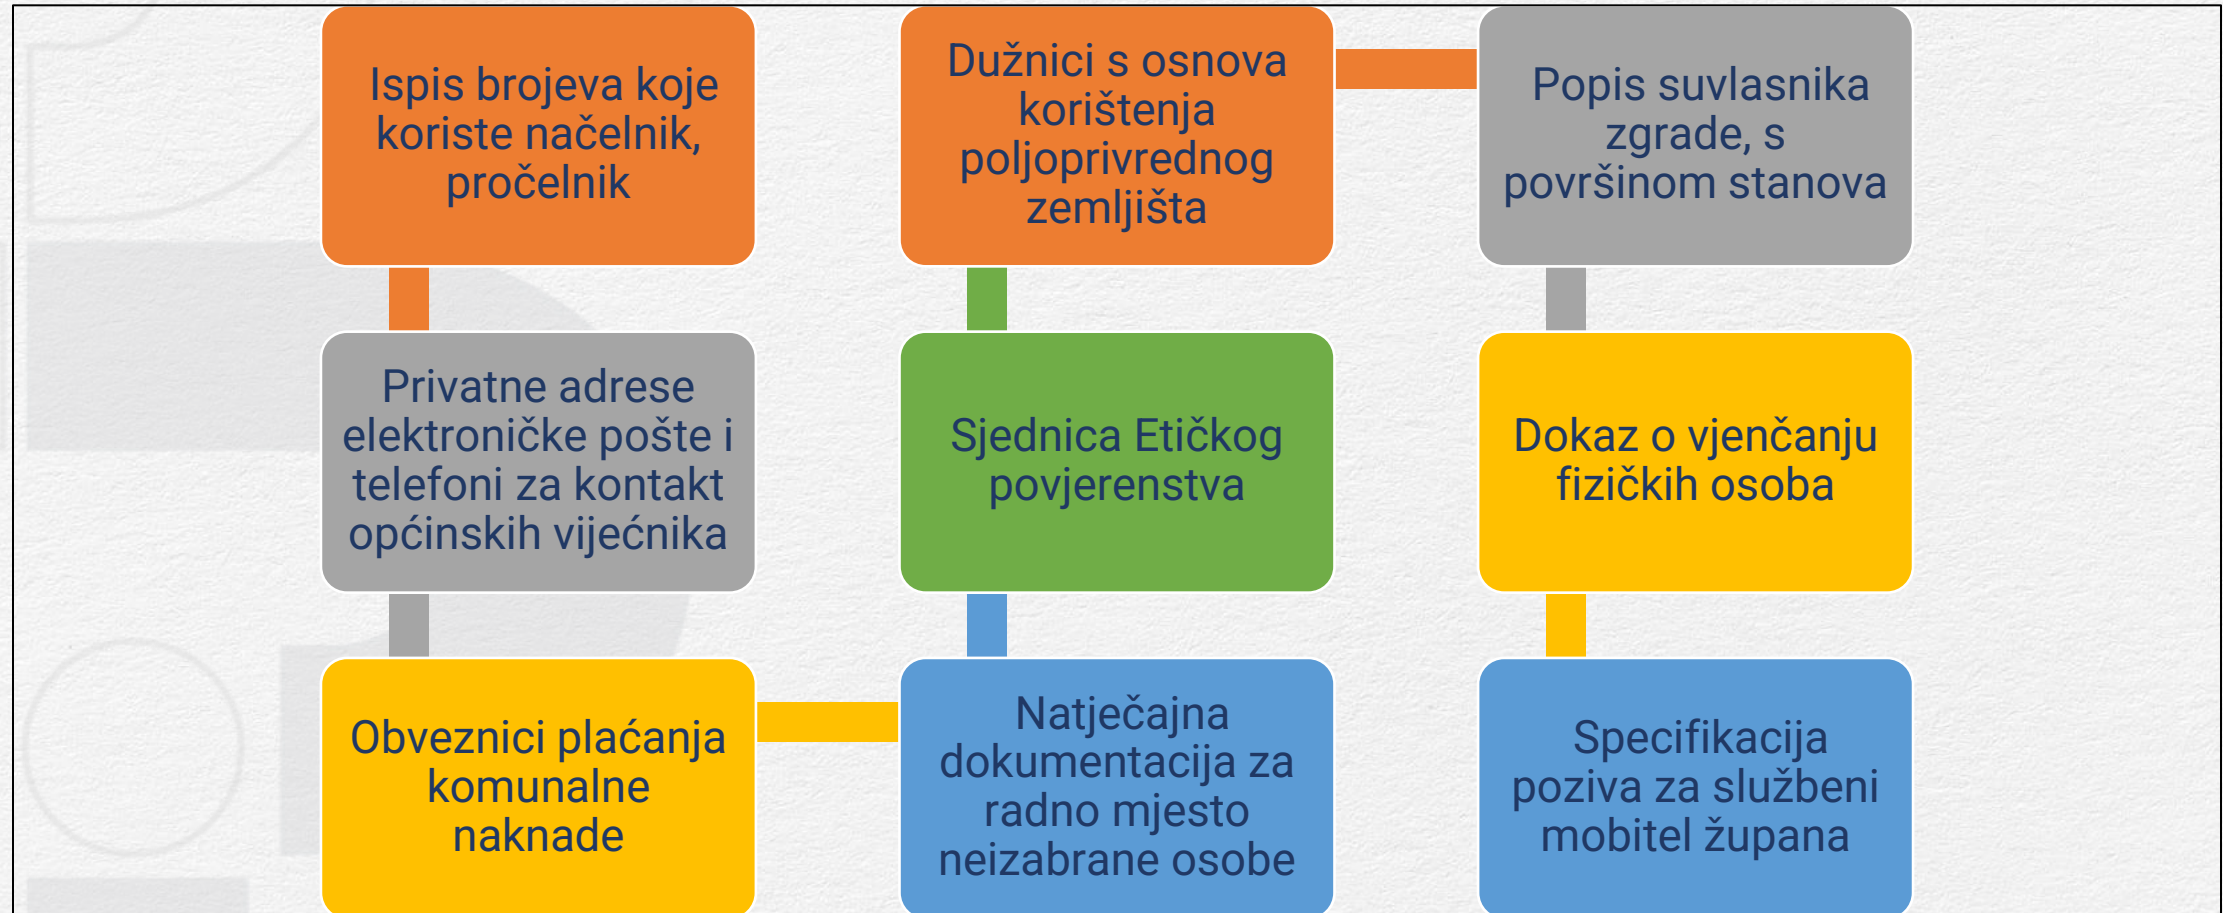 Ispis brojeva koje
koriste načelnik,
pročelnik
Privatne adrese
elektroničke pošte i
telefoni za kontakt
općinskih vijećnika
Obveznici plaćanja
komunalne
naknade
Natječajna
dokumentacija za
radno mjesto
neizabrane osobe
Sjednica Etičkog
povjerenstva
Dužnici s osnova
korištenja
poljoprivrednog
zemljišta
Popis suvlasnika
zgrade, s
površinom stanova
Dokaz o vjenčanju
fizičkih osoba
Specifikacija
poziva za službeni
mobitel župana